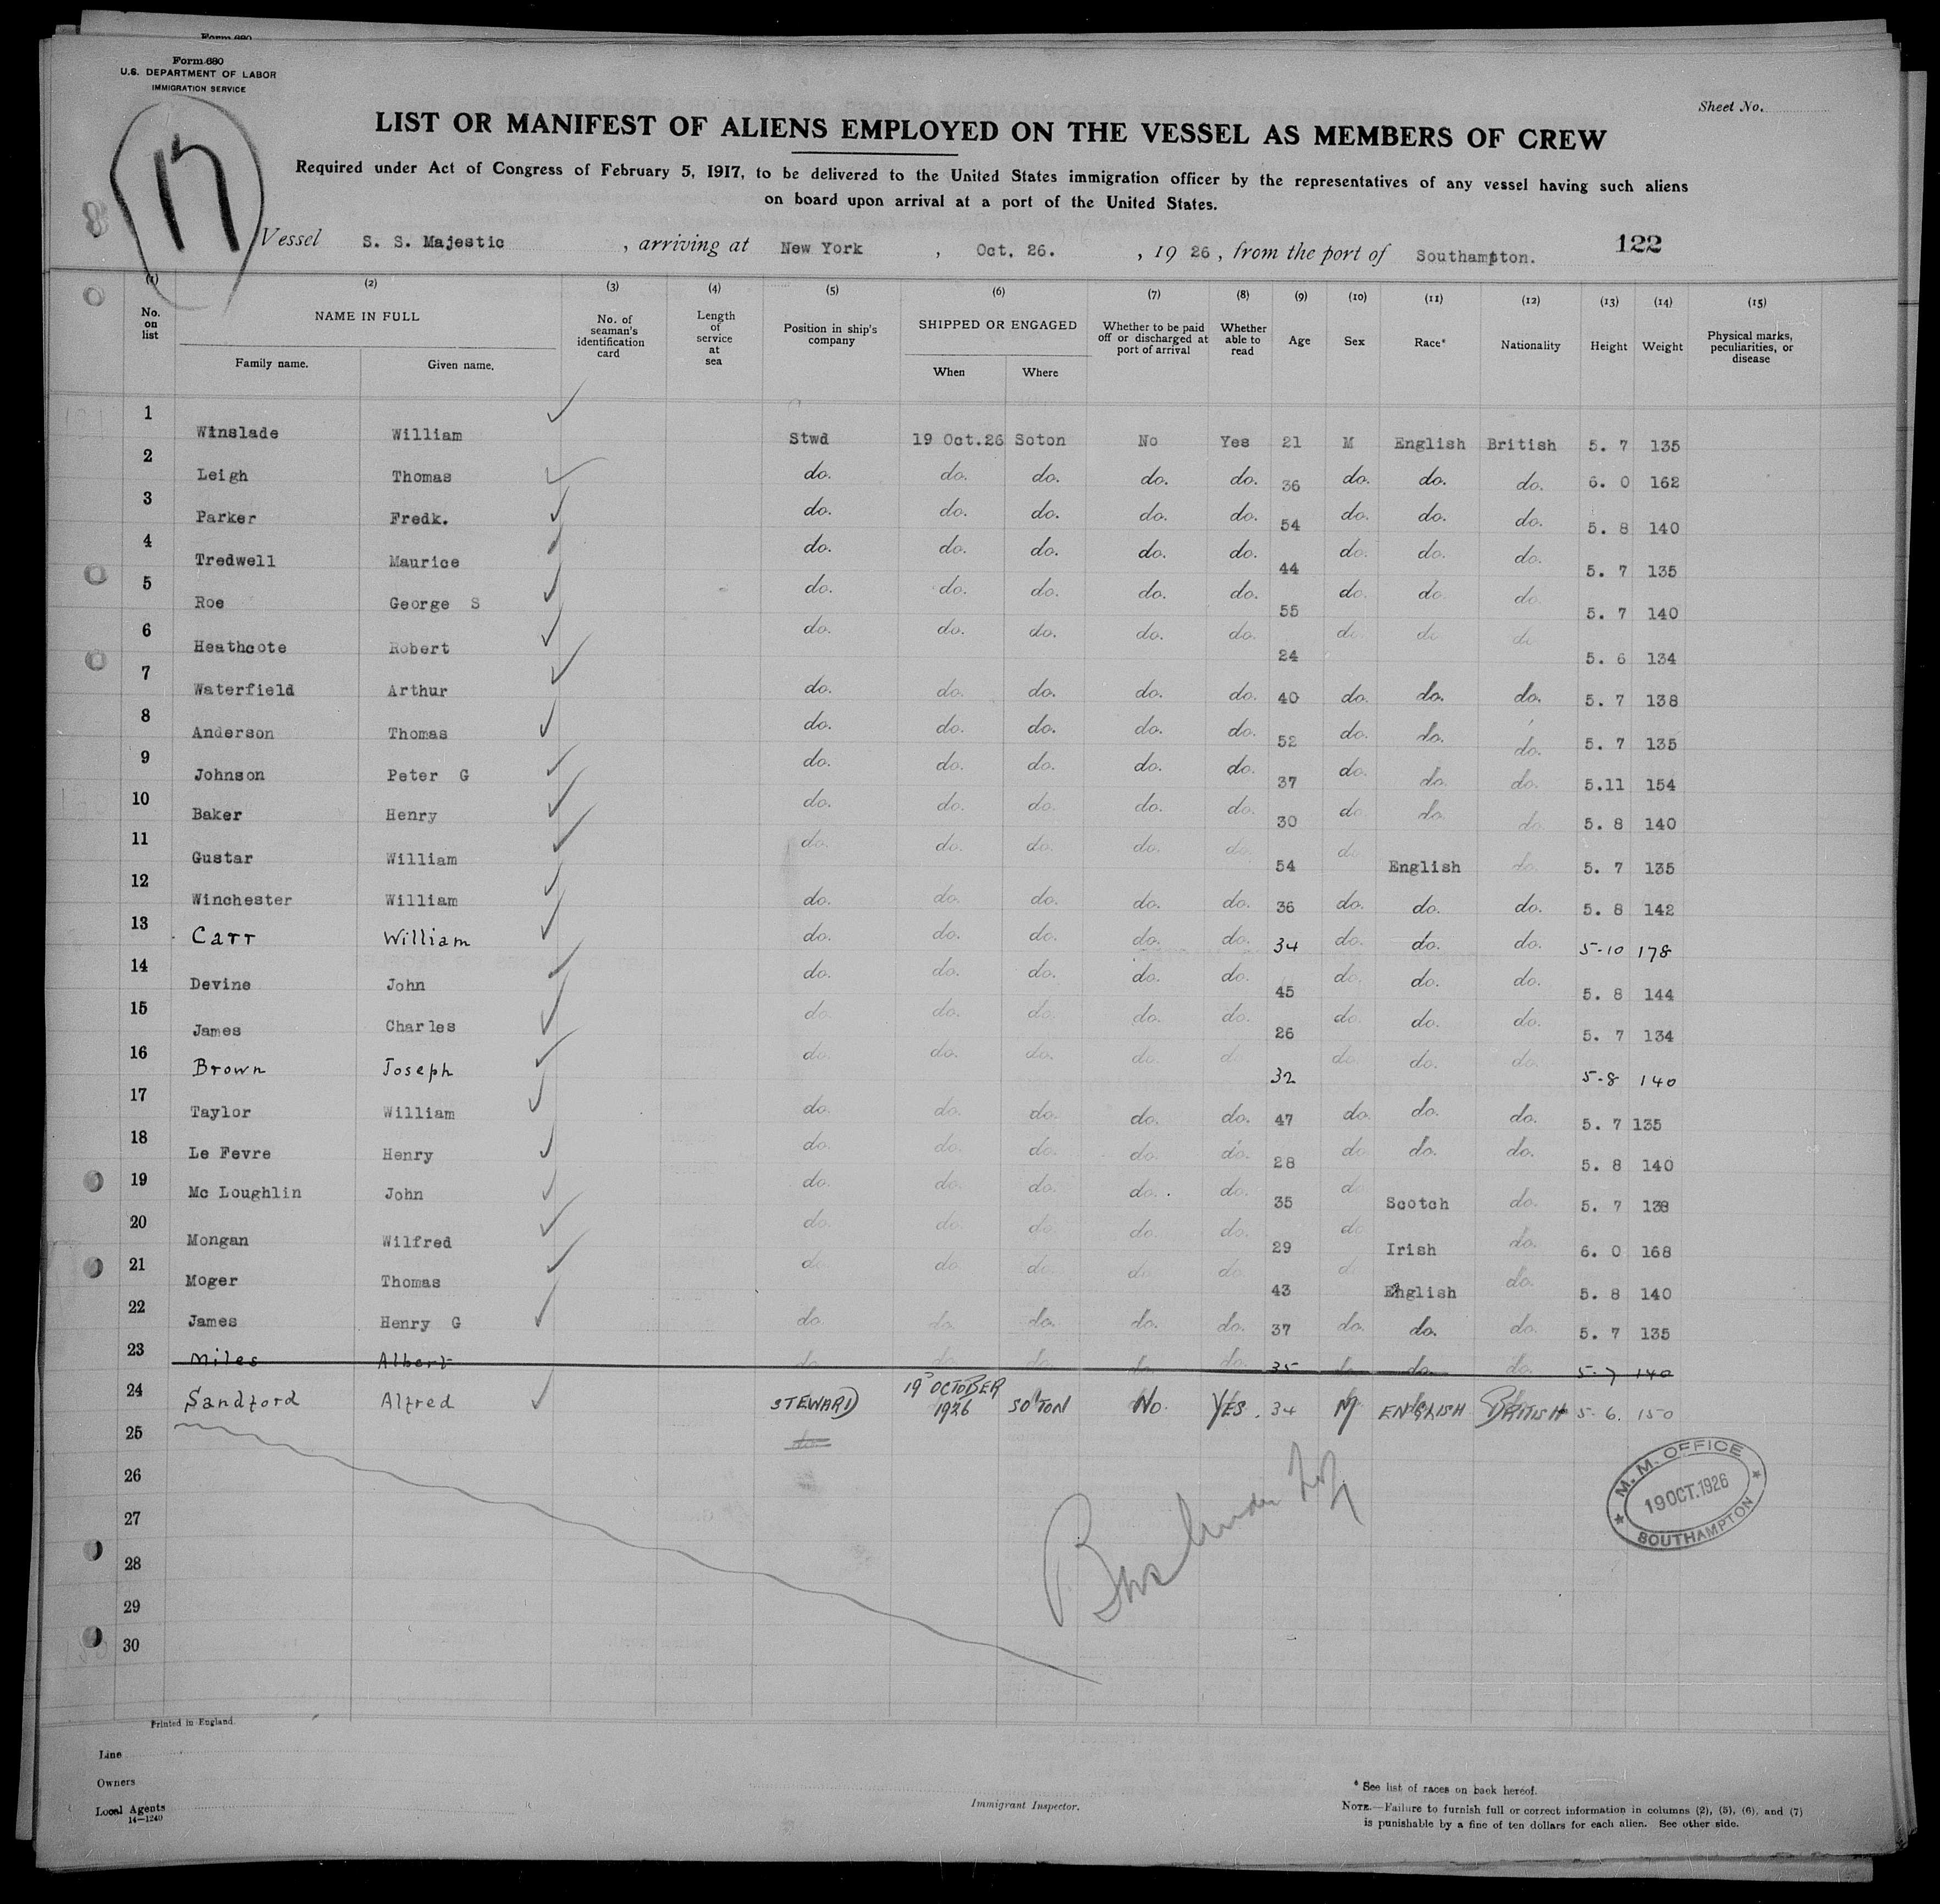 Form 680
U.S. DEPARTMENT OF LABOR
IMMIGRATION SERVICE
Sheet No.
17
LIST OR MANIFEST OF ALIENS EMPLOYED ON THE VESSEL AS MEMBERS OF CREW
Required under Act of Congress of February 5, 1917, to be delivered to the United States immigration officer by the representatives of any vessel having such aliens
on board upon arrival at a port of the United States.
Vessel S. S. Majestic , arriving at New York , Oct. 26. , 19 26 , from the port of Southampton. 122
(1) (2) (3) (4) (5) (6) (7) (8) (9) (10) (11) (12) (13) (14) (15)
No. on list NAME IN FULL Family name. Given name. No. of seaman's identification card Length of service at sea Position in ship's company SHIPPED OR ENGAGED When Where Whether to be paid off or discharged at port of arrival Whether able to read Age Sex Race* Nationality Height Weight Physical marks, peculiarities, or disease
1 Winslade William Stwd 19 Oct.26 Soton No Yes 21 M English British 5. 7 135
2 Leigh Thomas do. do. do. do. do. 36 do. do. do. 6. 0 162
3 Parker Fredk. do. do. do. do. do. 54 do. do. do. 5. 8 140
4 Tredwell Maurice do. do. do. do. do. 44 do. do. do. 5. 7 135
5 Roe George S do. do. do. do. do. 55 do. do. do. 5. 7 140
6 Heathcote Robert do. do. do. do. do. 24 do. do. do. 5. 6 134
7 Waterfield Arthur do. do. do. do. do. 40 do. do. do. 5. 7 138
8 Anderson Thomas do. do. do. do. do. 52 do. do. do. 5. 7 135
9 Johnson Peter G do. do. do. do. do. 37 do. do. do. 5.11 154
10 Baker Henry do. do. do. do. do. 30 do. do. do. 5. 8 140
11 Gustar William do. do. do. do. do. 54 do. English do. 5. 7 135
12 Winchester William do. do. do. do. do. 36 do. do. do. 5. 8 142
13 Carr William do. do. do. do. do. 34 do. do. do. 5-10 178
14 Devine John do. do. do. do. do. 45 do. do. do. 5. 8 144
15 James Charles do. do. do. do. do. 26 do. do. do. 5. 7 134
16 Brown Joseph do. do. do. do. do. 32 do. do. do. 5-8 140
17 Taylor William do. do. do. do. do. 47 do. do. do. 5. 7 135
18 Le Fevre Henry do. do. do. do. do. 28 do. do. do. 5. 8 140
19 Mc Loughlin John do. do. do. do. do. 35 do. Scotch do. 5. 7 138
20 Mongan Wilfred do. do. do. do. do. 29 do. Irish do. 6. 0 168
21 Moger Thomas do. do. do. do. do. 43 do. English do. 5. 8 140
22 James Henry G do. do. do. do. do. 37 do. do. do. 5. 7 135
23 Miles Albert do. do. do. do. do. 35 do. do. do. 5-7 140
24 Sandford Alfred STEWARD 19 OCTOBER 1926 SOTON No. YES. 34 M ENGLISH BRITISH 5-6. 150
25 do.
26
27
28
29
30
M. M. OFFICE
19 OCT. 1926
SOUTHAMPTON
Printed in England.
Line
Owners
Local Agents
14—1240
Immigrant Inspector.
* See list of races on back hereof.
NOTE.—Failure to furnish full or correct information in columns (2), (5), (6), and (7)
is punishable by a fine of ten dollars for each alien. See other side.